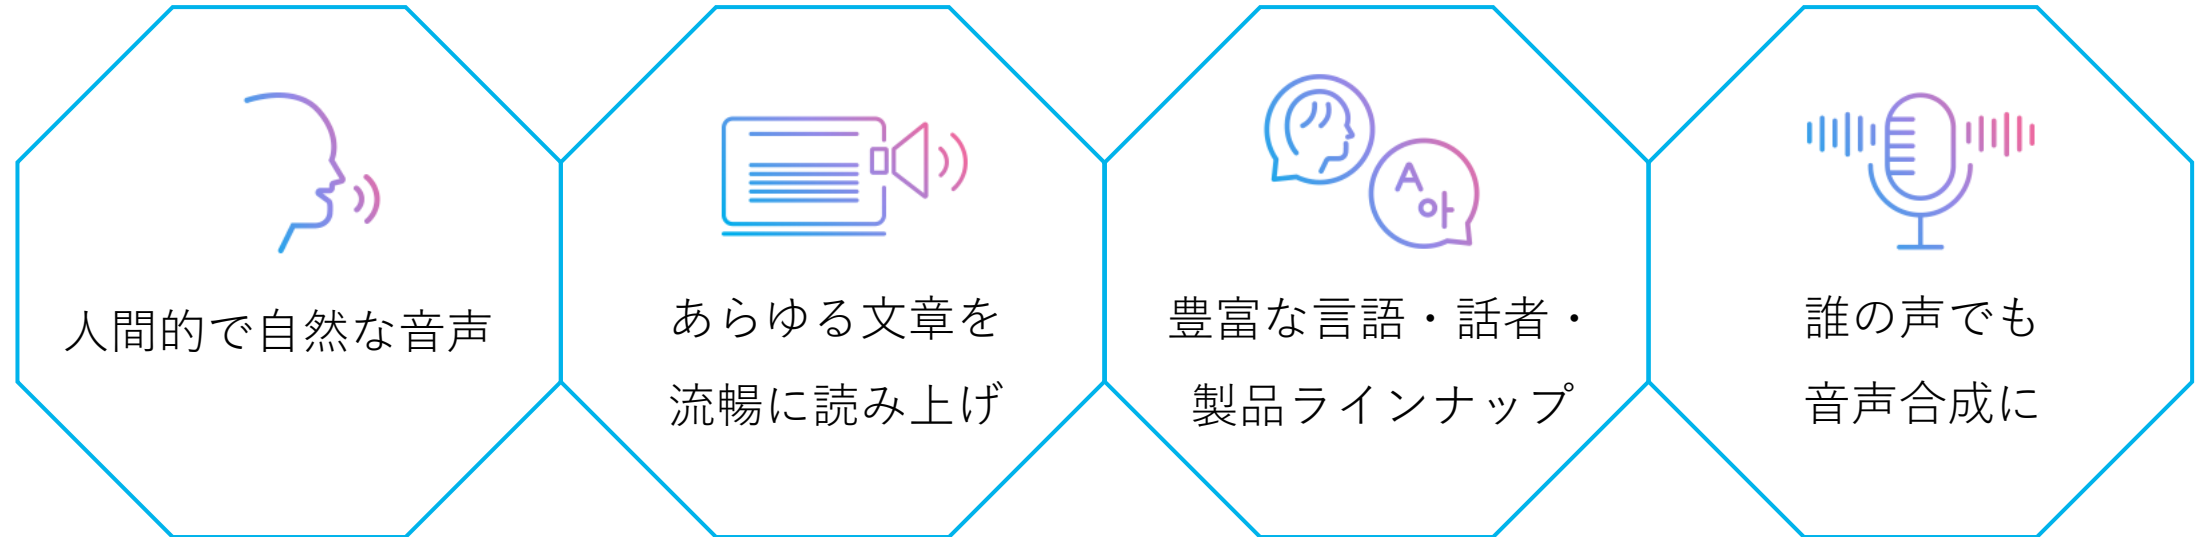 人間的で自然な音声
あらゆる文章を
流暢に読み上げ
A
아
豊富な言語・話者・
製品ラインナップ
誰の声でも
音声合成に